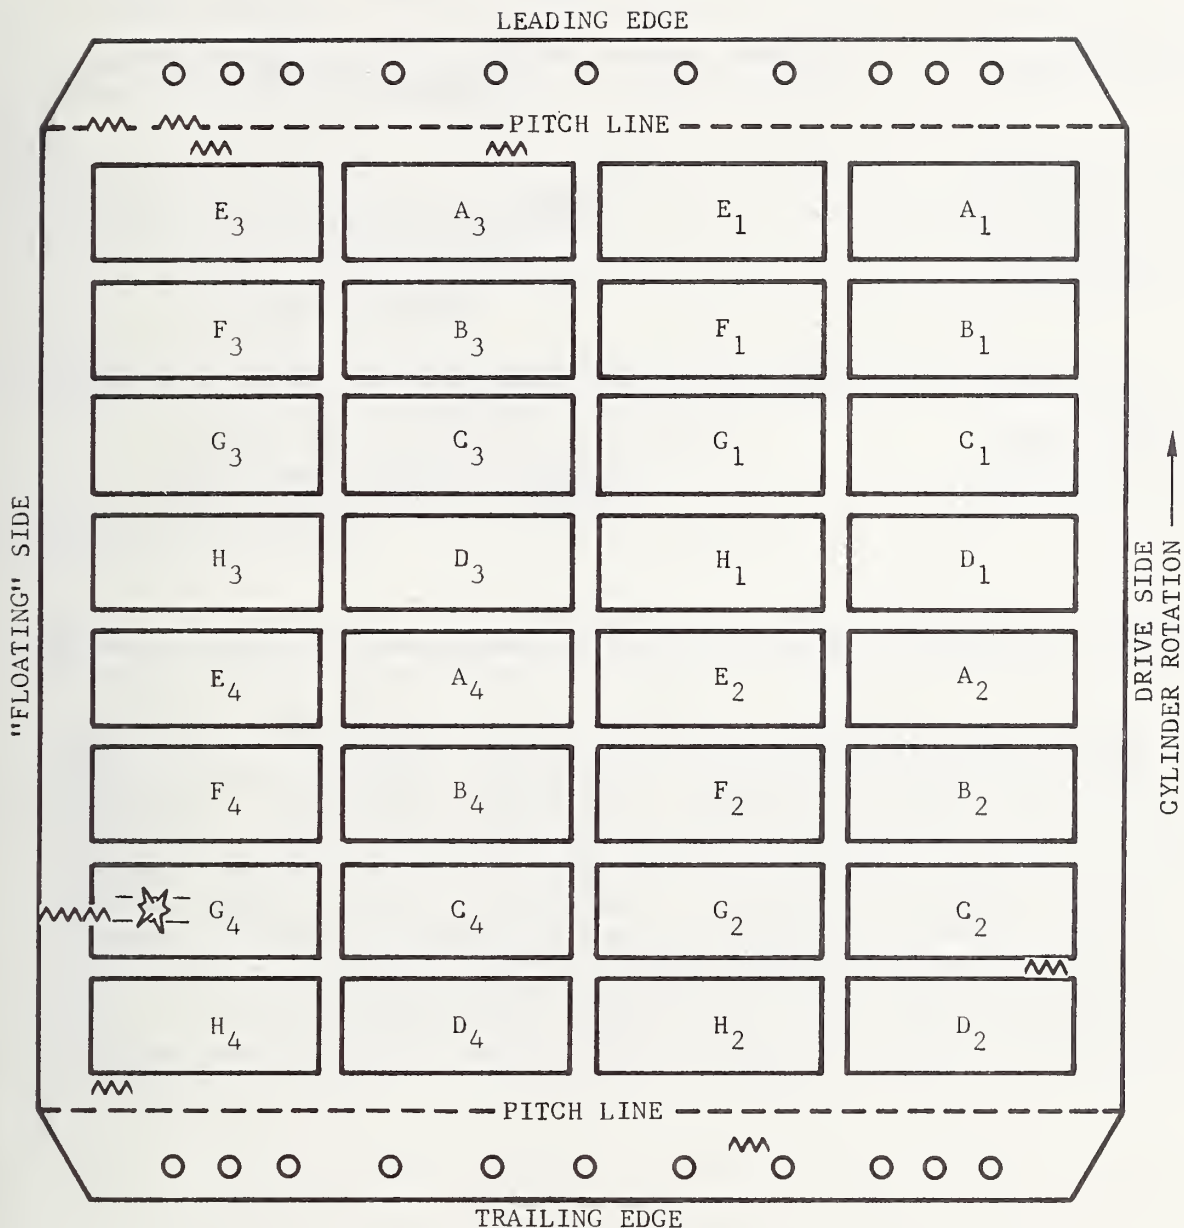 LEADING EDGE
PITCH LINE
E3 A3 E1 A1
F3 B3 F1 B1
G3 C3 G1 C1
H3 D3 H1 D1
E4 A4 E2 A2
F4 B4 F2 B2
G4 C4 G2 C2
H4 D4 H2 D2
PITCH LINE
TRAILING EDGE
"FLOATING" SIDE
DRIVE SIDE
CYLINDER ROTATION